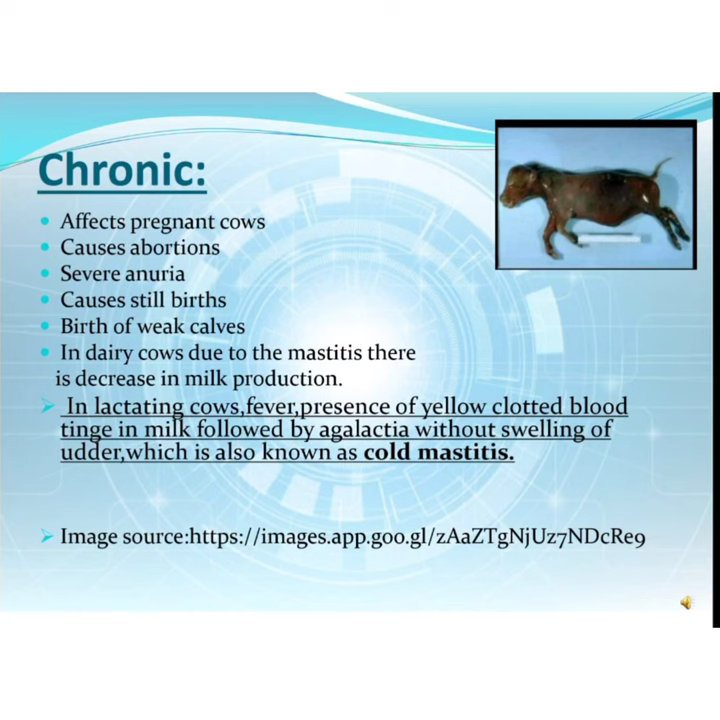 Chronic:
Affects pregnant cows
Causes abortions
Severe anuria
Causes still births
Birth of weak calves
In dairy cows due to the mastitis there
is decrease in milk production.
In lactating cows,fever,presence of yellow clotted blood
tinge in milk followed by agalactia without swelling of
udder,which is also known as cold mastitis.
Image source:https://images.app.goo.gl/zAaZTgNjUz7NDcRe9